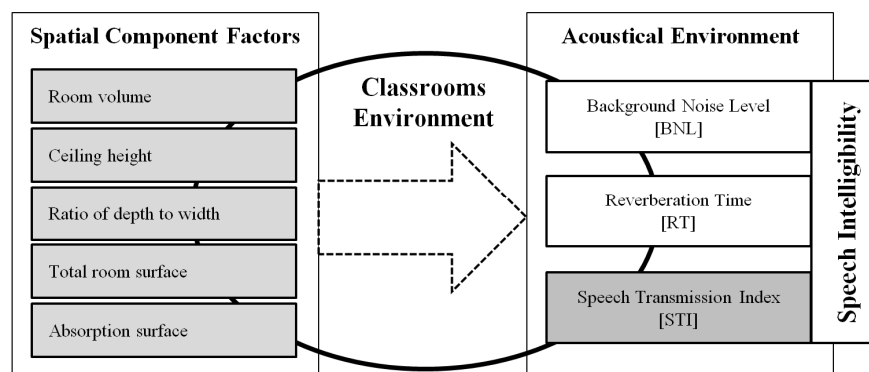 Spatial Component Factors
Room volume
Ceiling height
Ratio of depth to width
Total room surface
Absorption surface
Classrooms
Environment
Acoustical Environment
Background Noise Level
[BNL]
Reverberation Time
[RT]
Speech Transmission Index
[STI]
Speech Intelligibility